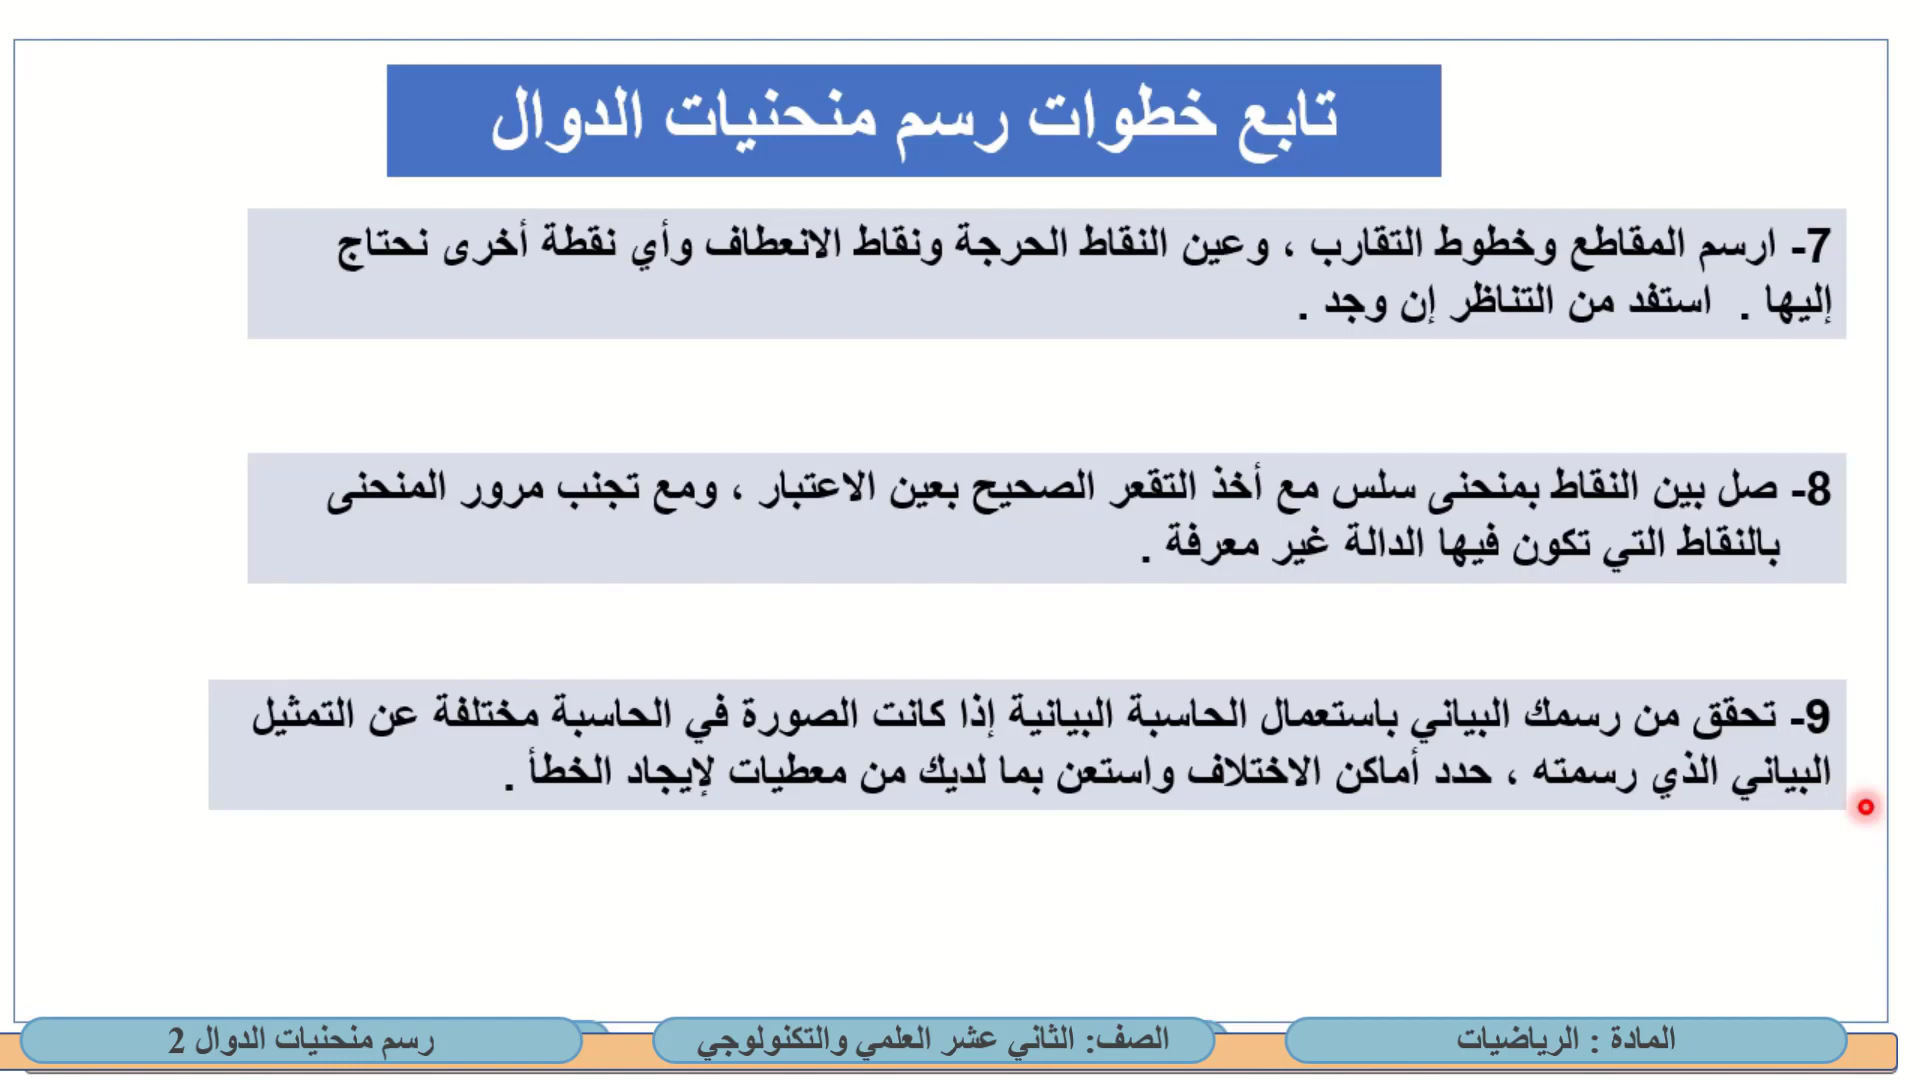 تابع خطوات رسم منحنيات الدوال
7- ارسم المقاطع وخطوط التقارب ، وعين النقاط الحرجة ونقاط الانعطاف وأي نقطة أخرى نحتاج
إليها . استفد من التناظر إن وجد .
8- صل بين النقاط بمنحنى سلس مع أخذ التقعر الصحيح بعين الاعتبار ، ومع تجنب مرور المنحنى
بالنقاط التي تكون فيها الدالة غير معرفة .
9- تحقق من رسمك البياني باستعمال الحاسبة البيانية إذا كانت الصورة في الحاسبة مختلفة عن التمثيل
البياني الذي رسمته ، حدد أماكن الاختلاف واستعن بما لديك من معطيات لإيجاد الخطأ .
المادة : الرياضيات
الصف: الثاني عشر العلمي والتكنولوجي
رسم منحنيات الدوال 2